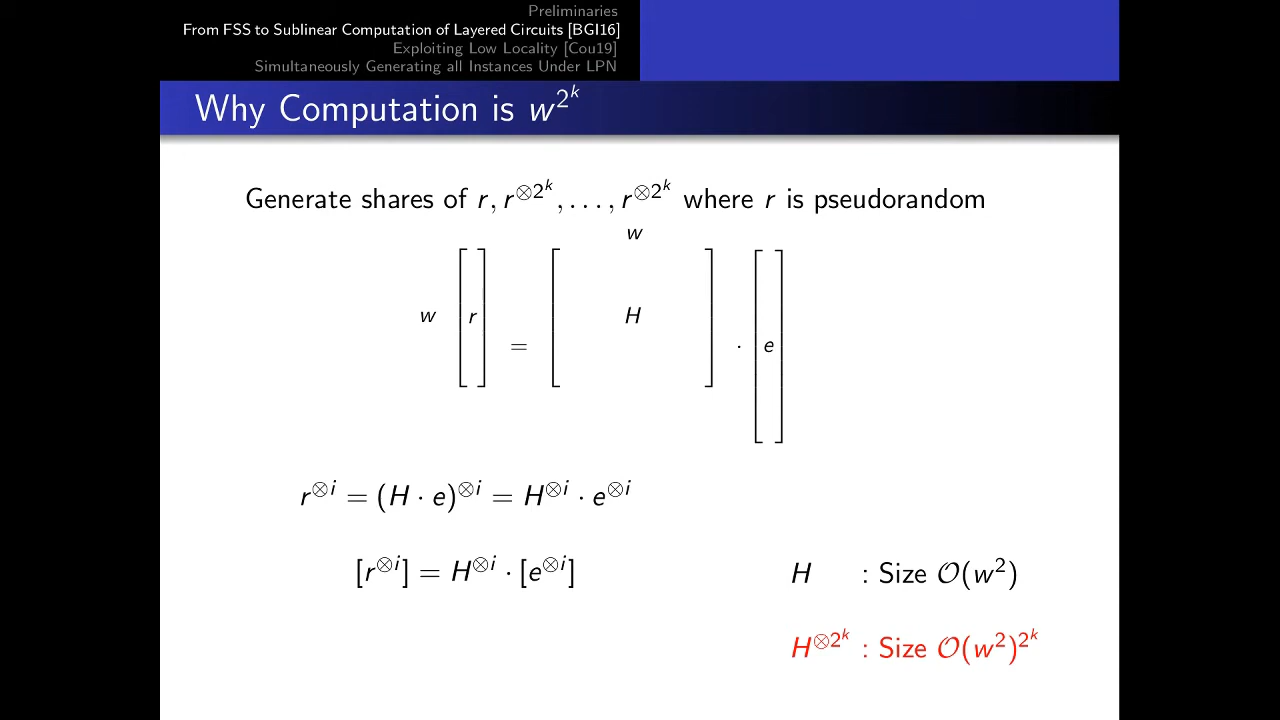 Preliminaries
From FSS to Sublinear Computation of Layered Circuits [BGI16]
Exploiting Low Locality [Cou19]
Simultaneously Generating all Instances Under LPN
Why Computation is w^{2^k}
Generate shares of r, r^{⊗2^k}, . . . , r^{⊗2^k} where r is pseudorandom
w
w [ r ] = [ H ] · [ e ]
r^{⊗i} = (H · e)^{⊗i} = H^{⊗i} · e^{⊗i}
[r^{⊗i}] = H^{⊗i} · [e^{⊗i}]
H : Size O(w^2)
H^{⊗2^k} : Size O(w^2)^{2^k}